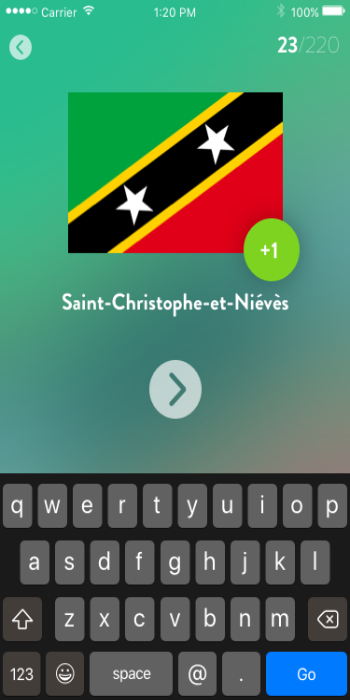 Carrier 1:20 PM 100%
23/220
+1
Saint-Christophe-et-Niévès
q w e r t y u i o p
a s d f g h j k l
z x c v b n m
123 space @ . Go